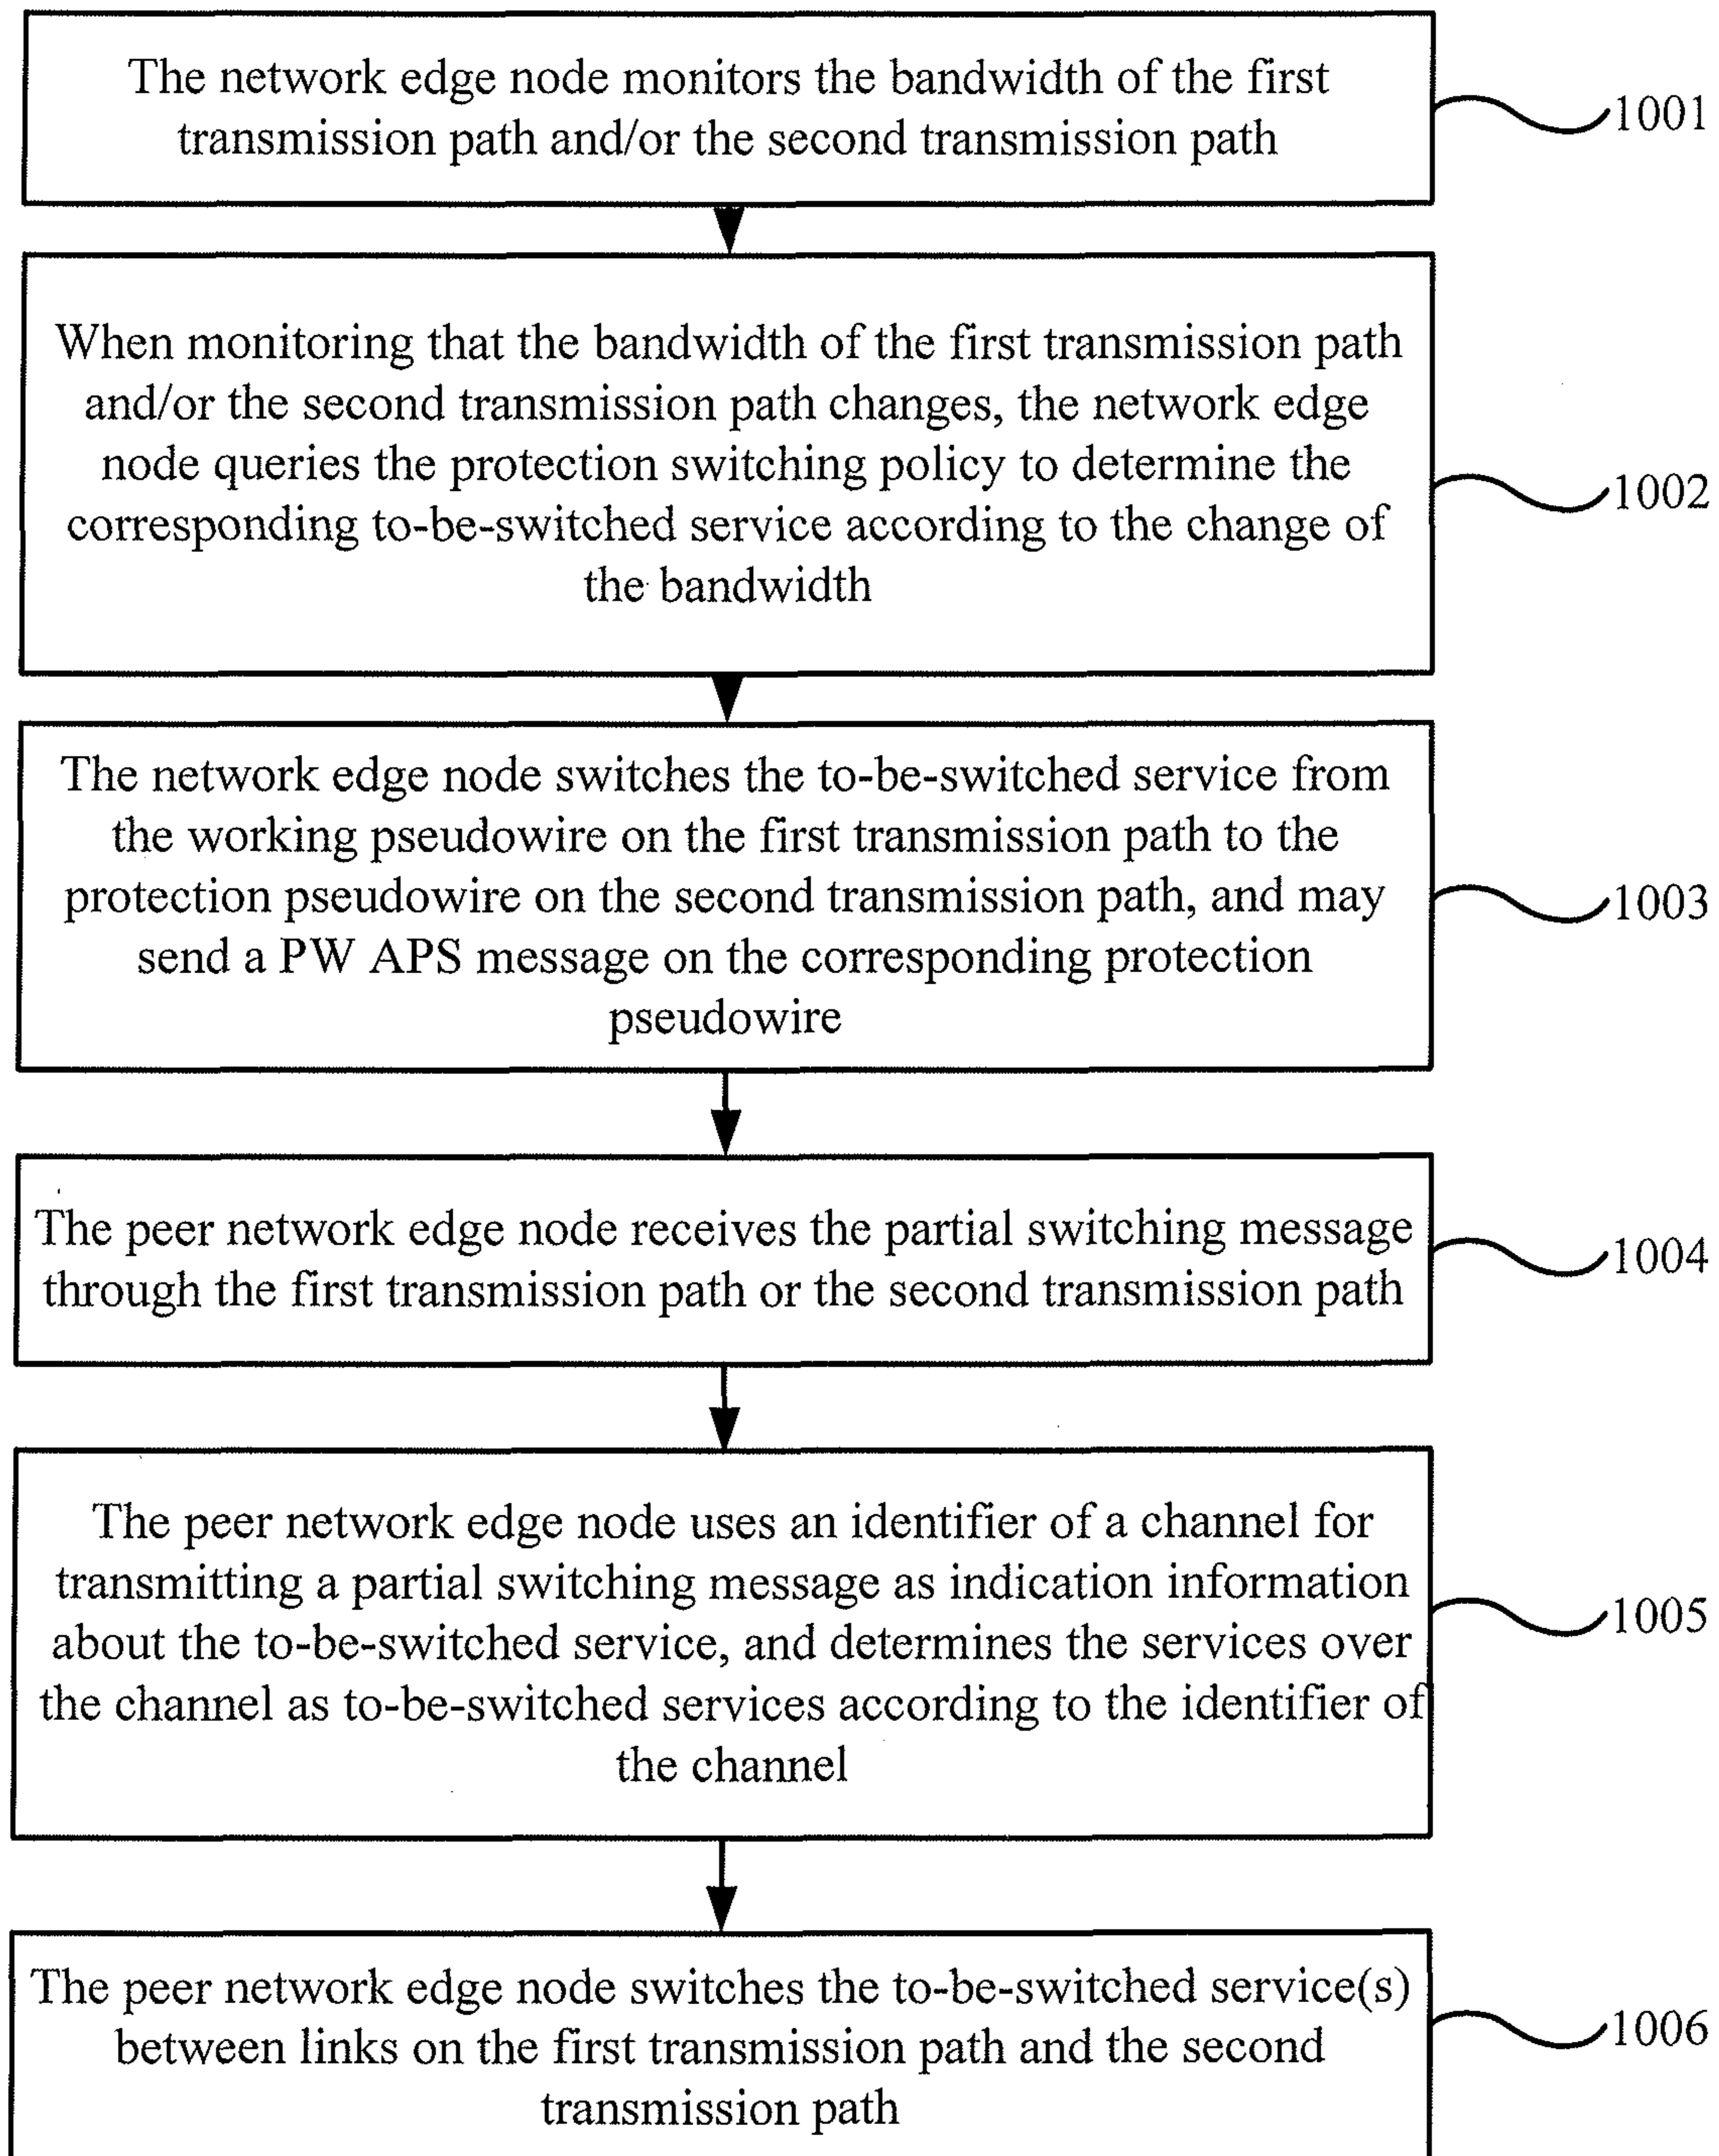 The network edge node monitors the bandwidth of the first
transmission path and/or the second transmission path
1001
When monitoring that the bandwidth of the first transmission path
and/or the second transmission path changes, the network edge
node queries the protection switching policy to determine the
corresponding to-be-switched service according to the change of
the bandwidth
1002
The network edge node switches the to-be-switched service from
the working pseudowire on the first transmission path to the
protection pseudowire on the second transmission path, and may
send a PW APS message on the corresponding protection
pseudowire
1003
The peer network edge node receives the partial switching message
through the first transmission path or the second transmission path
1004
The peer network edge node uses an identifier of a channel for
transmitting a partial switching message as indication information
about the to-be-switched service, and determines the services over
the channel as to-be-switched services according to the identifier of
the channel
1005
The peer network edge node switches the to-be-switched service(s)
between links on the first transmission path and the second
transmission path
1006